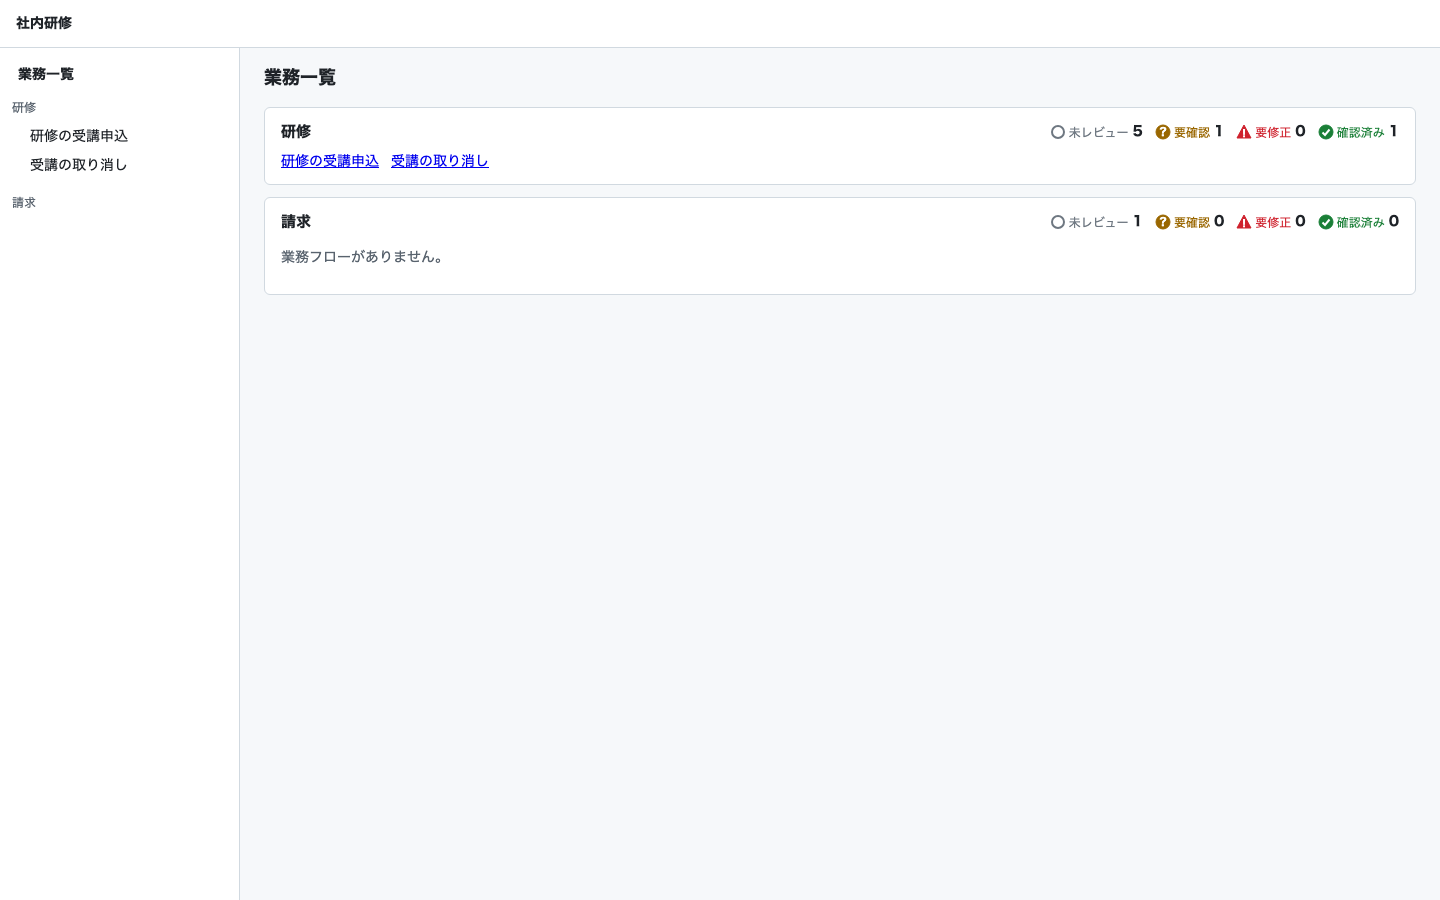 社内研修
業務一覧
研修
研修の受講申込
受講の取り消し
請求
業務一覧
研修 未レビュー 5 要確認 1 要修正 0 確認済み 1
研修の受講申込 受講の取り消し
請求 未レビュー 1 要確認 0 要修正 0 確認済み 0
業務フローがありません。